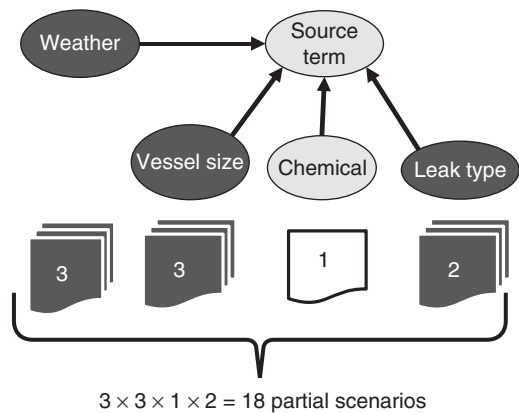 Weather
Source
term
Vessel size
Chemical
Leak type
3
3
1
2
3 × 3 × 1 × 2 = 18 partial scenarios